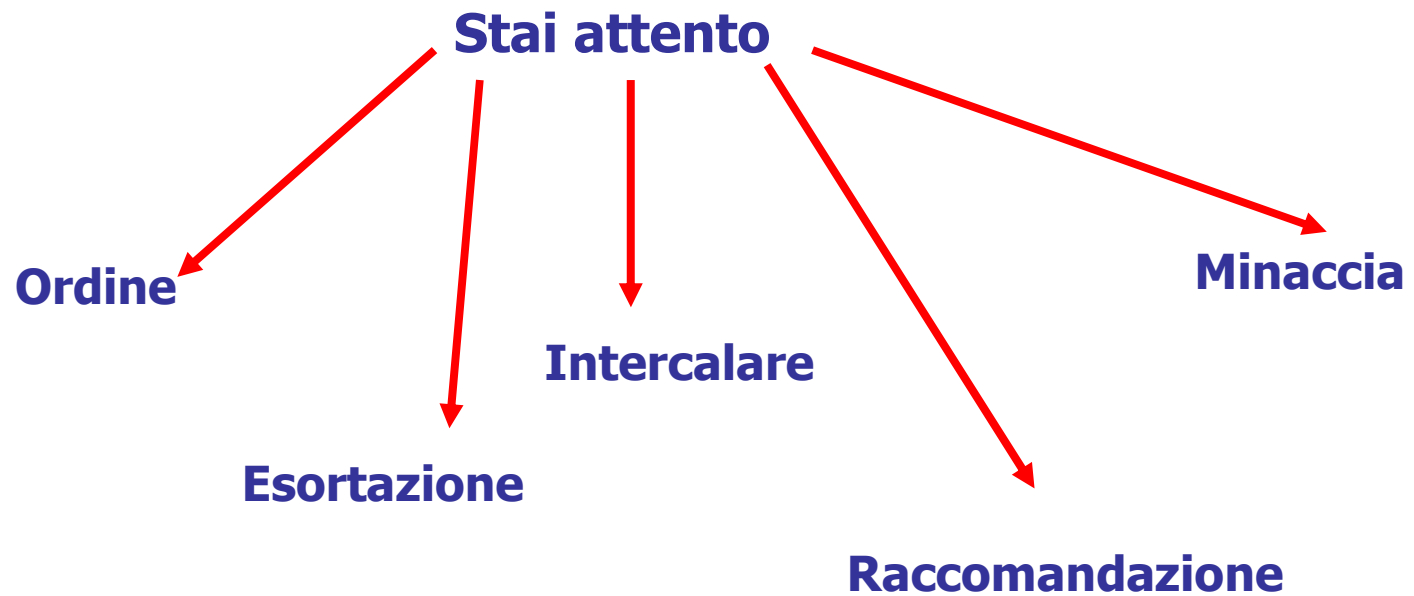 Stai attento
Ordine
Minaccia
Intercalare
Esortazione
Raccomandazione